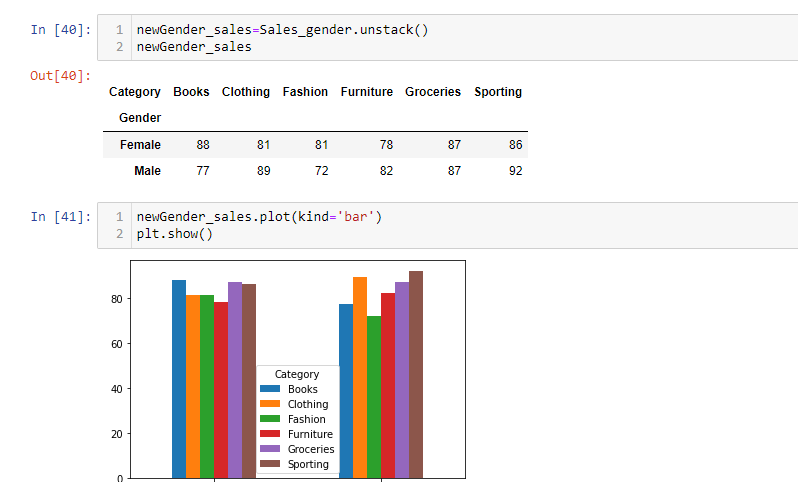 In [40]: 1 newGender_sales=Sales_gender.unstack()
2 newGender_sales
Out[40]:
Category Books Clothing Fashion Furniture Groceries Sporting
Gender
Female 88 81 81 78 87 86
Male 77 89 72 82 87 92
In [41]: 1 newGender_sales.plot(kind='bar')
2 plt.show()
80
60
40
20
0
Category
Books
Clothing
Fashion
Furniture
Groceries
Sporting